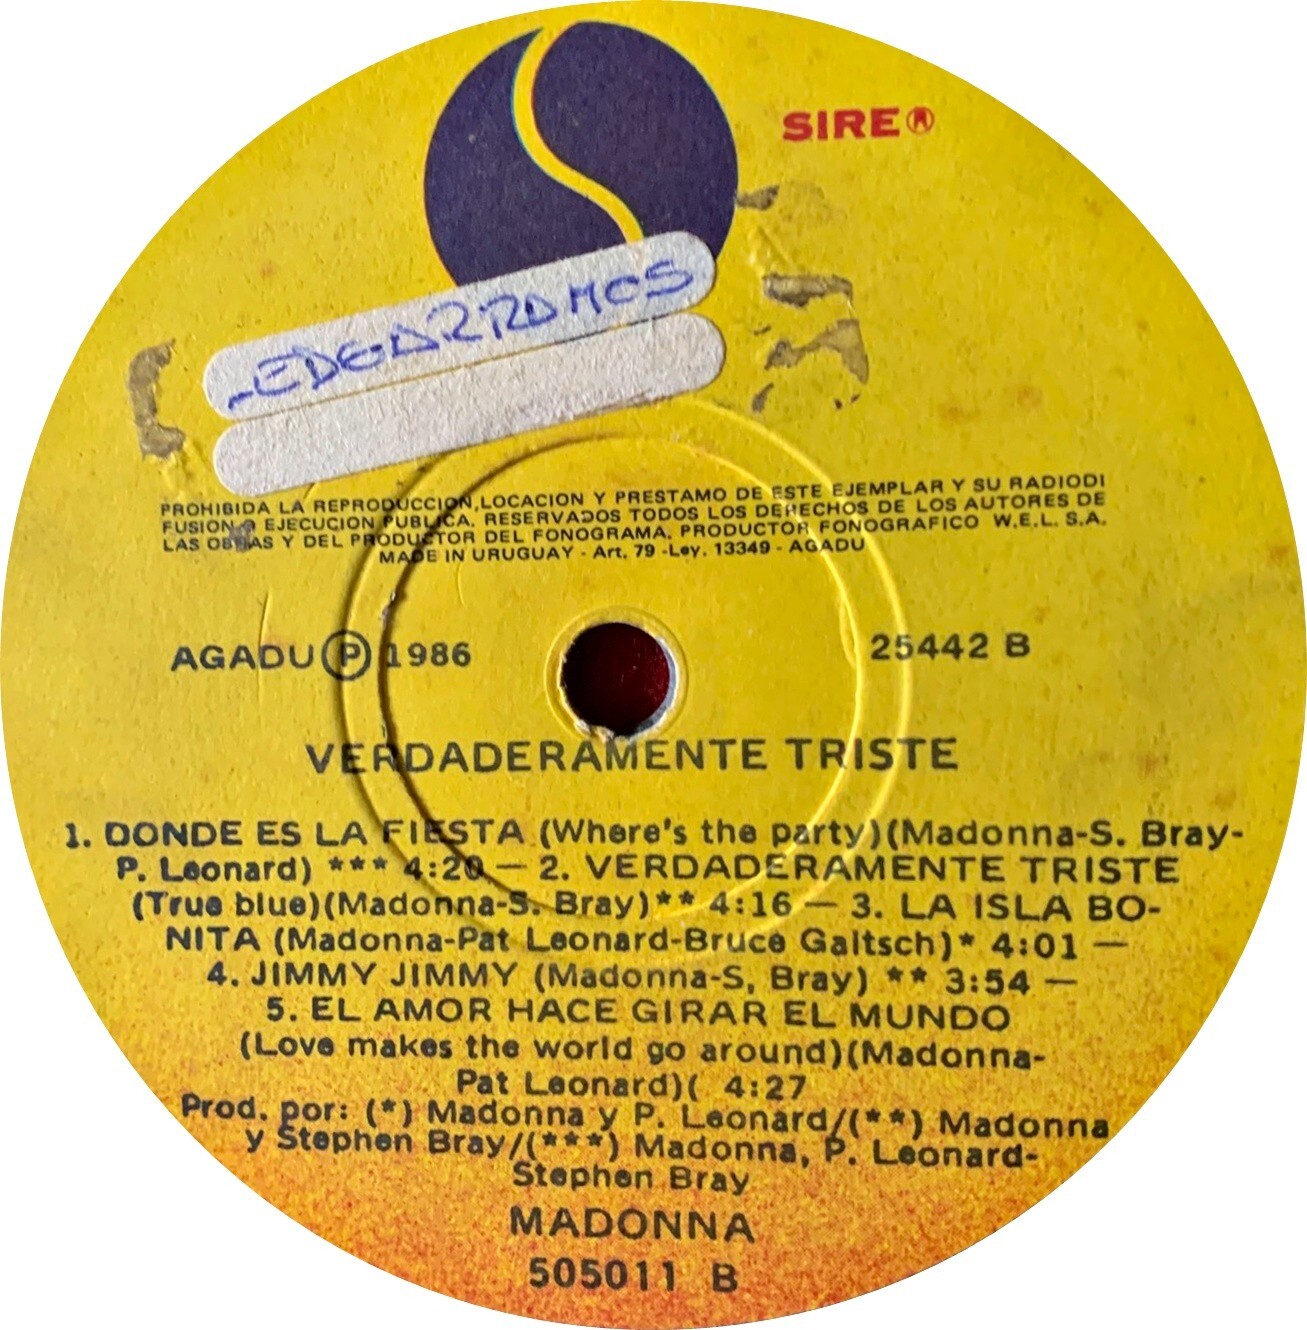 SIRE®
EDGARRAMOS
PROHIBIDA LA REPRODUCCION, LOCACION Y PRESTAMO DE ESTE EJEMPLAR Y SU RADIODI
FUSION O EJECUCION PUBLICA. RESERVADOS TODOS LOS DERECHOS DE LOS AUTORES DE
LAS OBRAS Y DEL PRODUCTOR DEL FONOGRAMA. PRODUCTOR FONOGRAFICO W.E.L. S.A.
MADE IN URUGUAY - Art. 79 -Ley. 13349 - AGADU
AGADU Ⓟ 1986
25442 B
VERDADERAMENTE TRISTE
1. DONDE ES LA FIESTA (Where's the party)(Madonna-S. Bray-
P. Leonard) *** 4:20 — 2. VERDADERAMENTE TRISTE
(True blue)(Madonna-S. Bray)** 4:16 — 3. LA ISLA BO-
NITA (Madonna-Pat Leonard-Bruce Gaitsch)* 4:01 —
4. JIMMY JIMMY (Madonna-S, Bray) ** 3:54 —
5. EL AMOR HACE GIRAR EL MUNDO
(Love makes the world go around)(Madonna-
Pat Leonard)( 4:27
Prod. por: (*) Madonna y P. Leonard/(**) Madonna
y Stephen Bray/(***) Madonna, P. Leonard-
Stephen Bray
MADONNA
505011 B